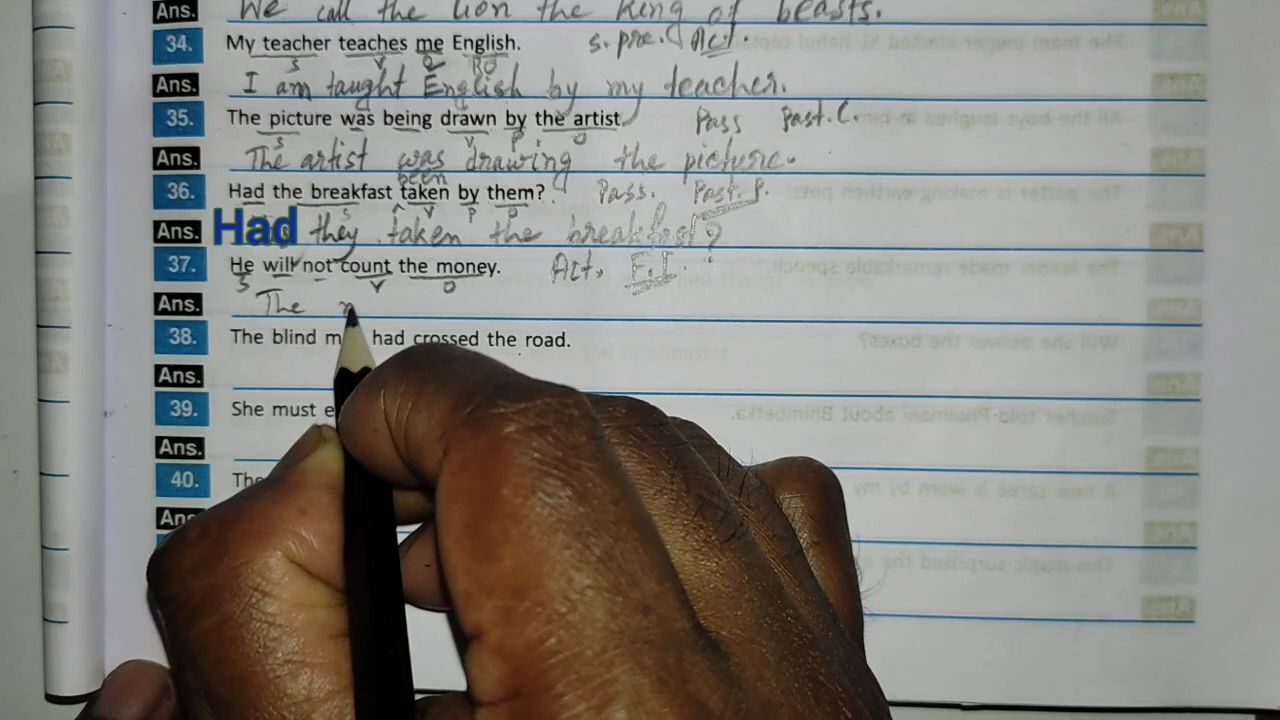 Ans. We call the lion the king of beasts.
34. My teacher teaches me English. S. pre. Act.
S V O
Ans. I am taught English by my teacher.
35. The picture was being drawn by the artist. Pass Past. C.
S V P O
Ans. The artist was drawing the picture.
been
36. Had the breakfast taken by them? Pass. Past. P.
S V P O
Ans. Had they taken the breakfast?
37. He will not count the money. Act. F.I.
S V O
Ans. The
38. The blind m had crossed the road.
Ans.
39. She must e
Ans.
40.